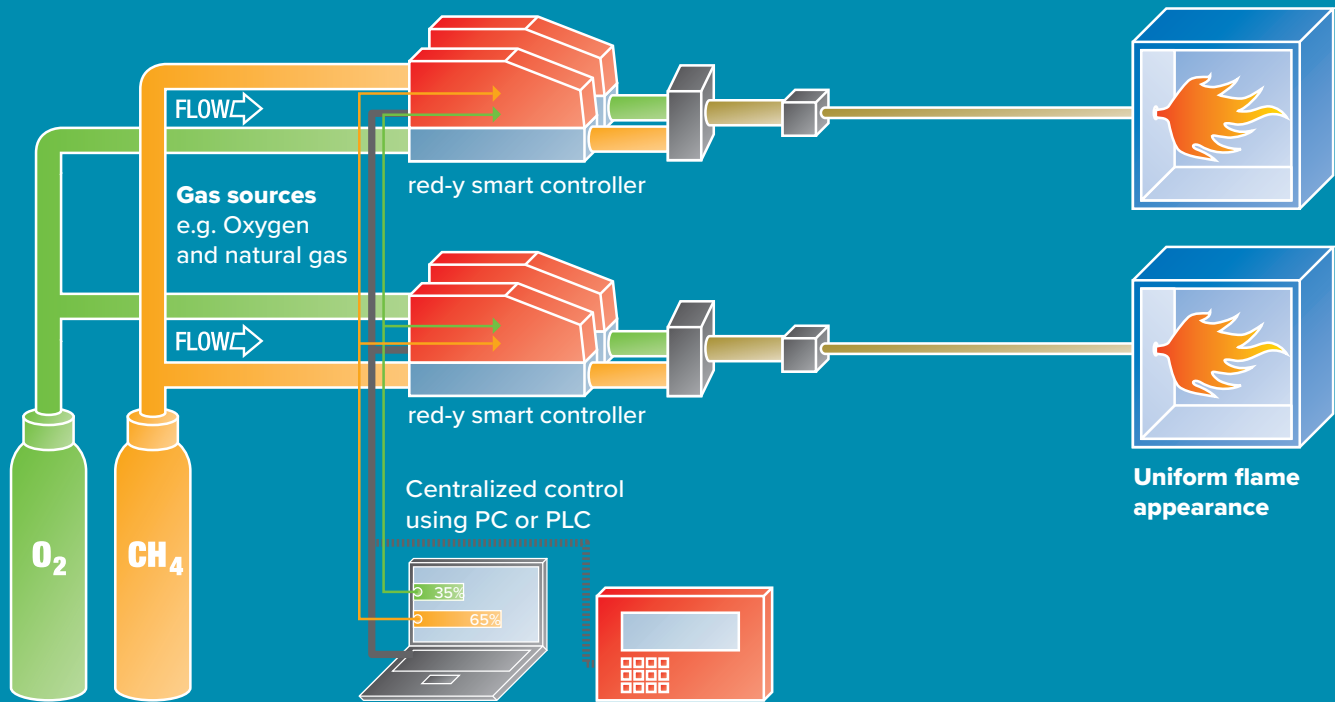 FLOW
red-y smart controller
Gas sources
e.g. Oxygen
and natural gas
FLOW
red-y smart controller
Uniform flame
appearance
Centralized control
using PC or PLC
O₂
CH₄
35%
65%